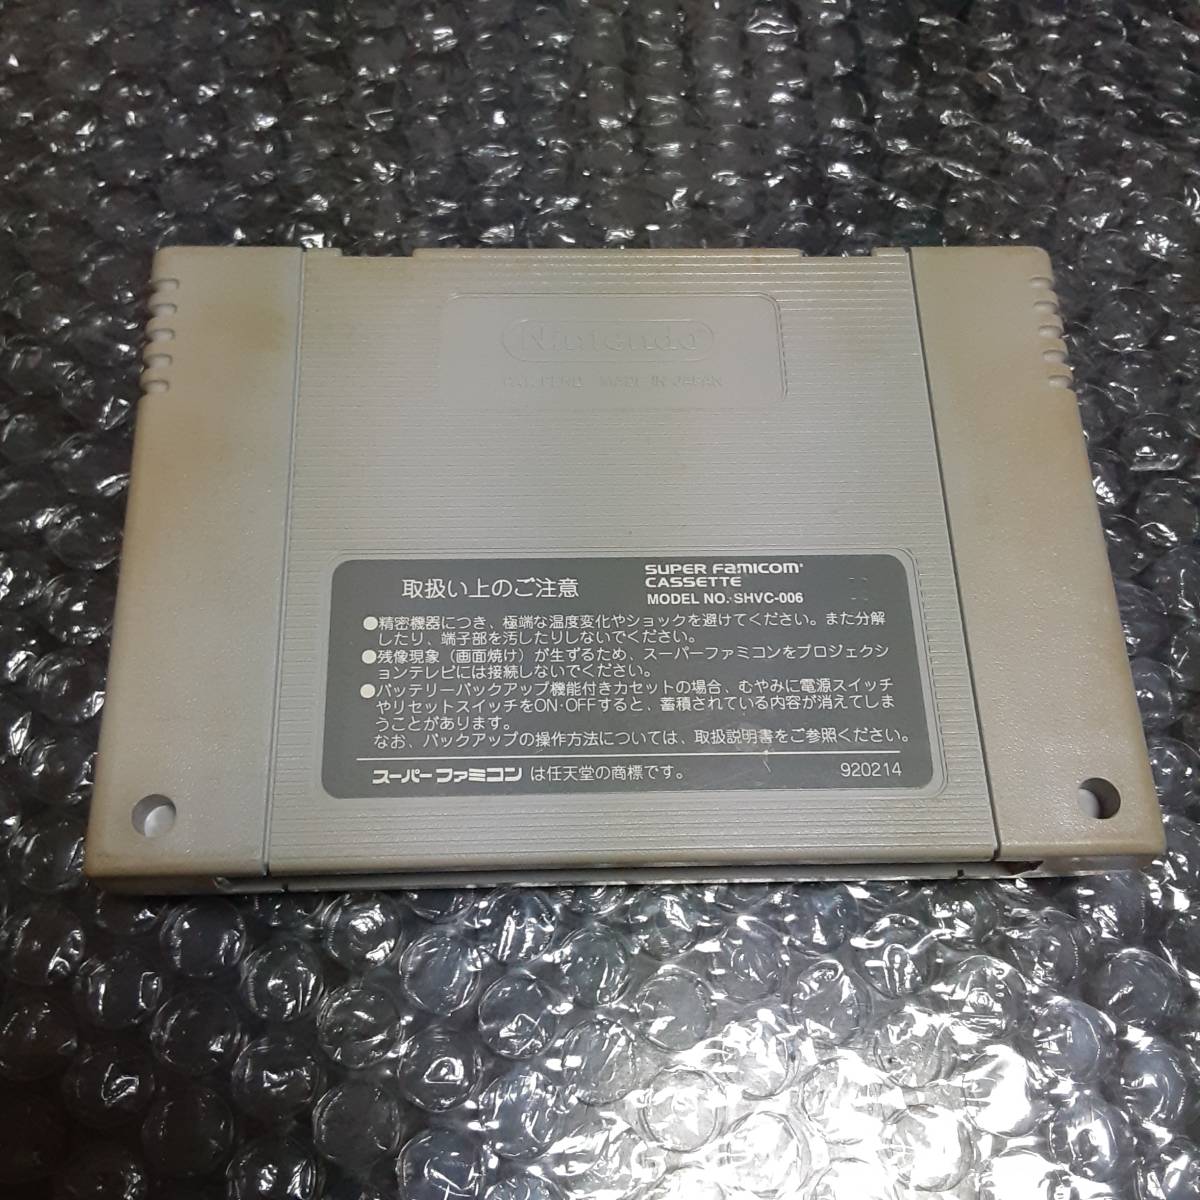 Nintendo
PAT. PEND. MADE IN JAPAN
取扱い上のご注意
SUPER FAMICOM
CASSETTE
MODEL NO. SHVC-006
●精密機器につき、極端な温度変化やショックを避けてください。また分解
したり、端子部を汚したりしないでください。
●残像現象(画面焼け)が生ずるため、スーパーファミコンをプロジェクシ
ョンテレビには接続しないでください。
●バッテリーバックアップ機能付きカセットの場合、むやみに電源スイッチ
やリセットスイッチをON・OFFすると、蓄積されている内容が消えてしま
うことがあります。
なお、バックアップの操作方法については、取扱説明書をご参照ください。
スーパーファミコンは任天堂の商標です。
920214